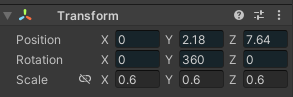 Transform
Position X 0 Y 2.18 Z 7.64
Rotation X 0 Y 360 Z 0
Scale X 0.6 Y 0.6 Z 0.6